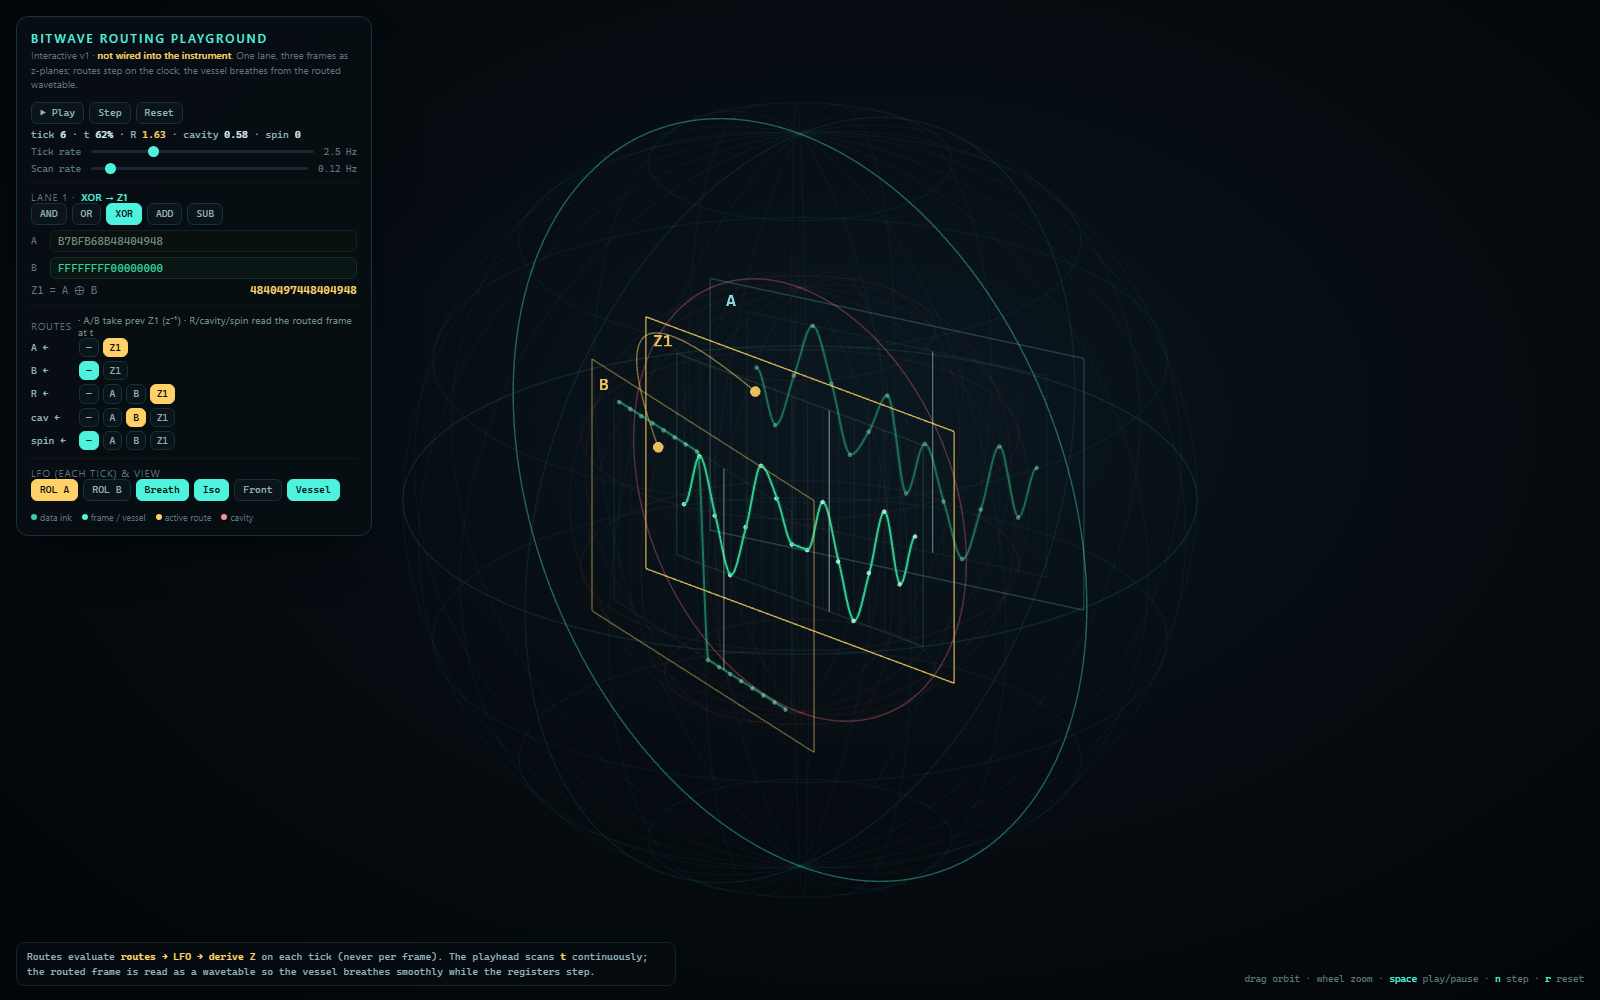 BITWAVE ROUTING PLAYGROUND
Interactive v1 · not wired into the instrument. One lane, three frames as
z-planes; routes step on the clock, the vessel breathes from the routed
wavetable.
▶ Play Step Reset
tick 6 · t 62% · R 1.63 · cavity 0.58 · spin 0
Tick rate 2.5 Hz
Scan rate 0.12 Hz
LANE 1 · XOR → Z1
AND OR XOR ADD SUB
A B7BFB68B48404948
B FFFFFFFF00000000
Z1 = A ⊕ B 4840497448404948
ROUTES · A/B take prev Z1 (z⁻¹) · R/cavity/spin read the routed frame
at t
A ← — Z1
B ← — Z1
R ← — A B Z1
cav ← — A B Z1
spin ← — A B Z1
LFO (EACH TICK) & VIEW
ROL A ROL B Breath Iso Front Vessel
data ink frame / vessel active route cavity
A
Z1
B
Routes evaluate routes → LFO → derive Z on each tick (never per frame). The playhead scans t continuously;
the routed frame is read as a wavetable so the vessel breathes smoothly while the registers step.
drag orbit · wheel zoom · space play/pause · n step · r reset